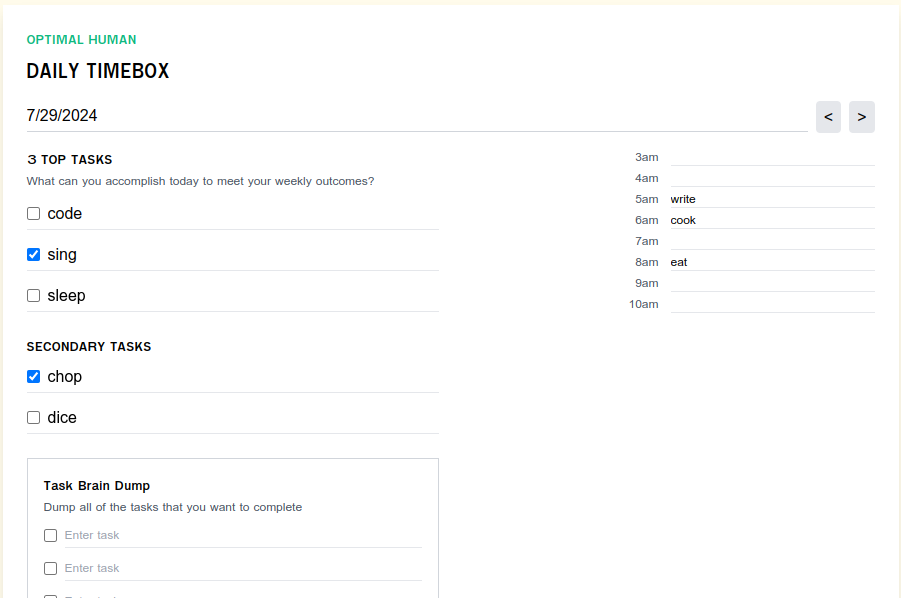 OPTIMAL HUMAN
DAILY TIMEBOX
7/29/2024
<
>
3 TOP TASKS
What can you accomplish today to meet your weekly outcomes?
code
sing
sleep
SECONDARY TASKS
chop
dice
Task Brain Dump
Dump all of the tasks that you want to complete
Enter task
Enter task
3am
4am
5am write
6am cook
7am
8am eat
9am
10am